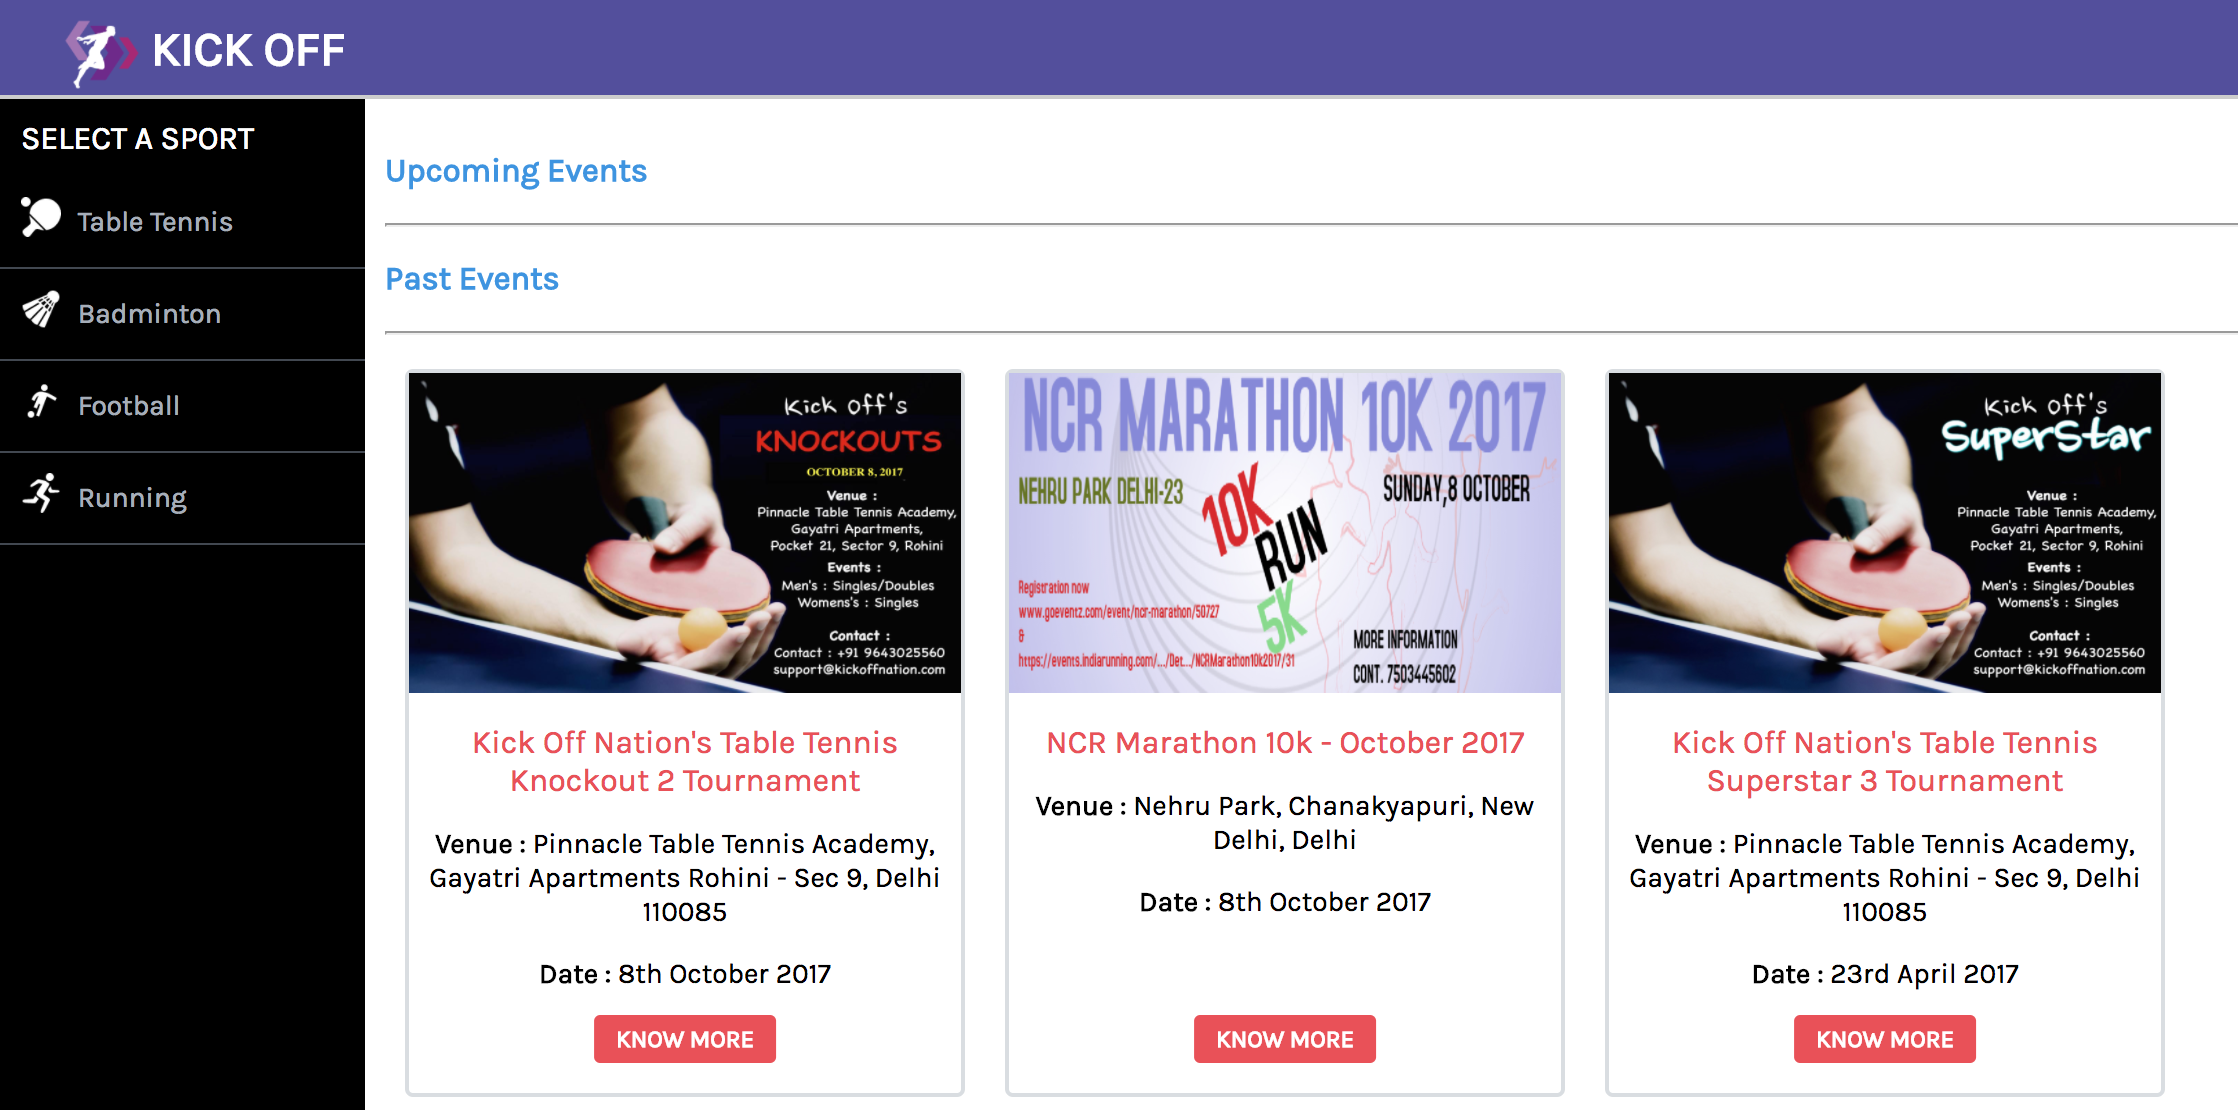 KICK OFF
SELECT A SPORT
Table Tennis
Badminton
Football
Running
Upcoming Events
Past Events
Kick Off's
KNOCKOUTS
OCTOBER 8, 2017
Venue :
Pinnacle Table Tennis Academy,
Gayatri Apartments,
Pocket 21, Sector 9, Rohini
Events :
Men's : Singles/Doubles
Womens's : Singles
Contact :
Contact : +91 9643025560
support@kickoffnation.com
Kick Off Nation's Table Tennis
Knockout 2 Tournament
Venue : Pinnacle Table Tennis Academy,
Gayatri Apartments Rohini - Sec 9, Delhi
110085
Date : 8th October 2017
KNOW MORE
NCR MARATHON 10K 2017
NEHRU PARK DELHI-23
SUNDAY,8 OCTOBER
10K
RUN
5K
Registration now
www.goeventz.com/event/ncr-marathon/50727
&
https://events.indiarunning.com/.../Det.../NCRMarathon10k2017/31
MORE INFORMATION
CONT. 7503445602
NCR Marathon 10k - October 2017
Venue : Nehru Park, Chanakyapuri, New
Delhi, Delhi
Date : 8th October 2017
KNOW MORE
Kick Off's
SuperStar
Venue :
Pinnacle Table Tennis Academy,
Gayatri Apartments,
Pocket 21, Sector 9, Rohini
Events :
Men's : Singles/Doubles
Womens's : Singles
Contact :
Contact : +91 9643025560
support@kickoffnation.com
Kick Off Nation's Table Tennis
Superstar 3 Tournament
Venue : Pinnacle Table Tennis Academy,
Gayatri Apartments Rohini - Sec 9, Delhi
110085
Date : 23rd April 2017
KNOW MORE